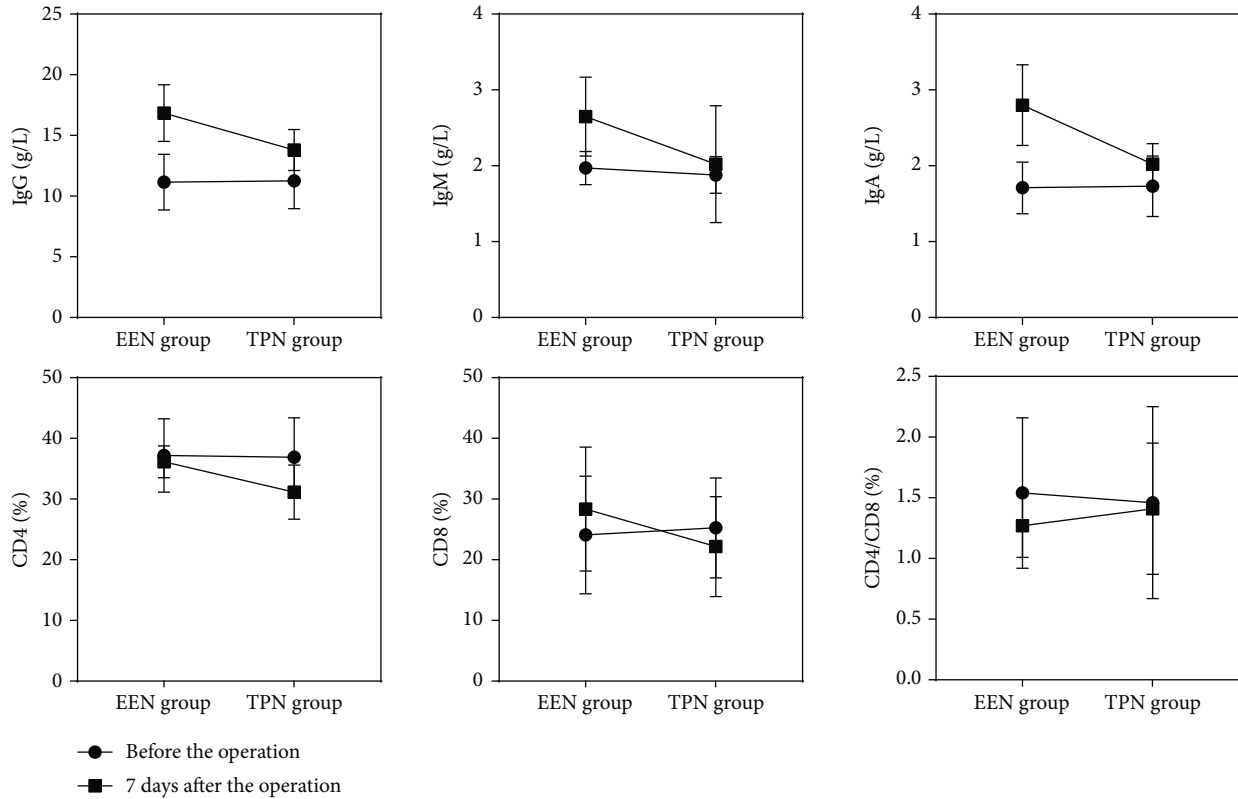 IgG (g/L)
25
20
15
10
5
0
EEN group TPN group
IgM (g/L)
4
3
2
1
0
EEN group TPN group
IgA (g/L)
4
3
2
1
0
EEN group TPN group
CD4 (%)
50
40
30
20
10
0
EEN group TPN group
CD8 (%)
50
40
30
20
10
0
EEN group TPN group
CD4/CD8 (%)
2.5
2.0
1.5
1.0
0.5
0.0
EEN group TPN group
Before the operation
7 days after the operation